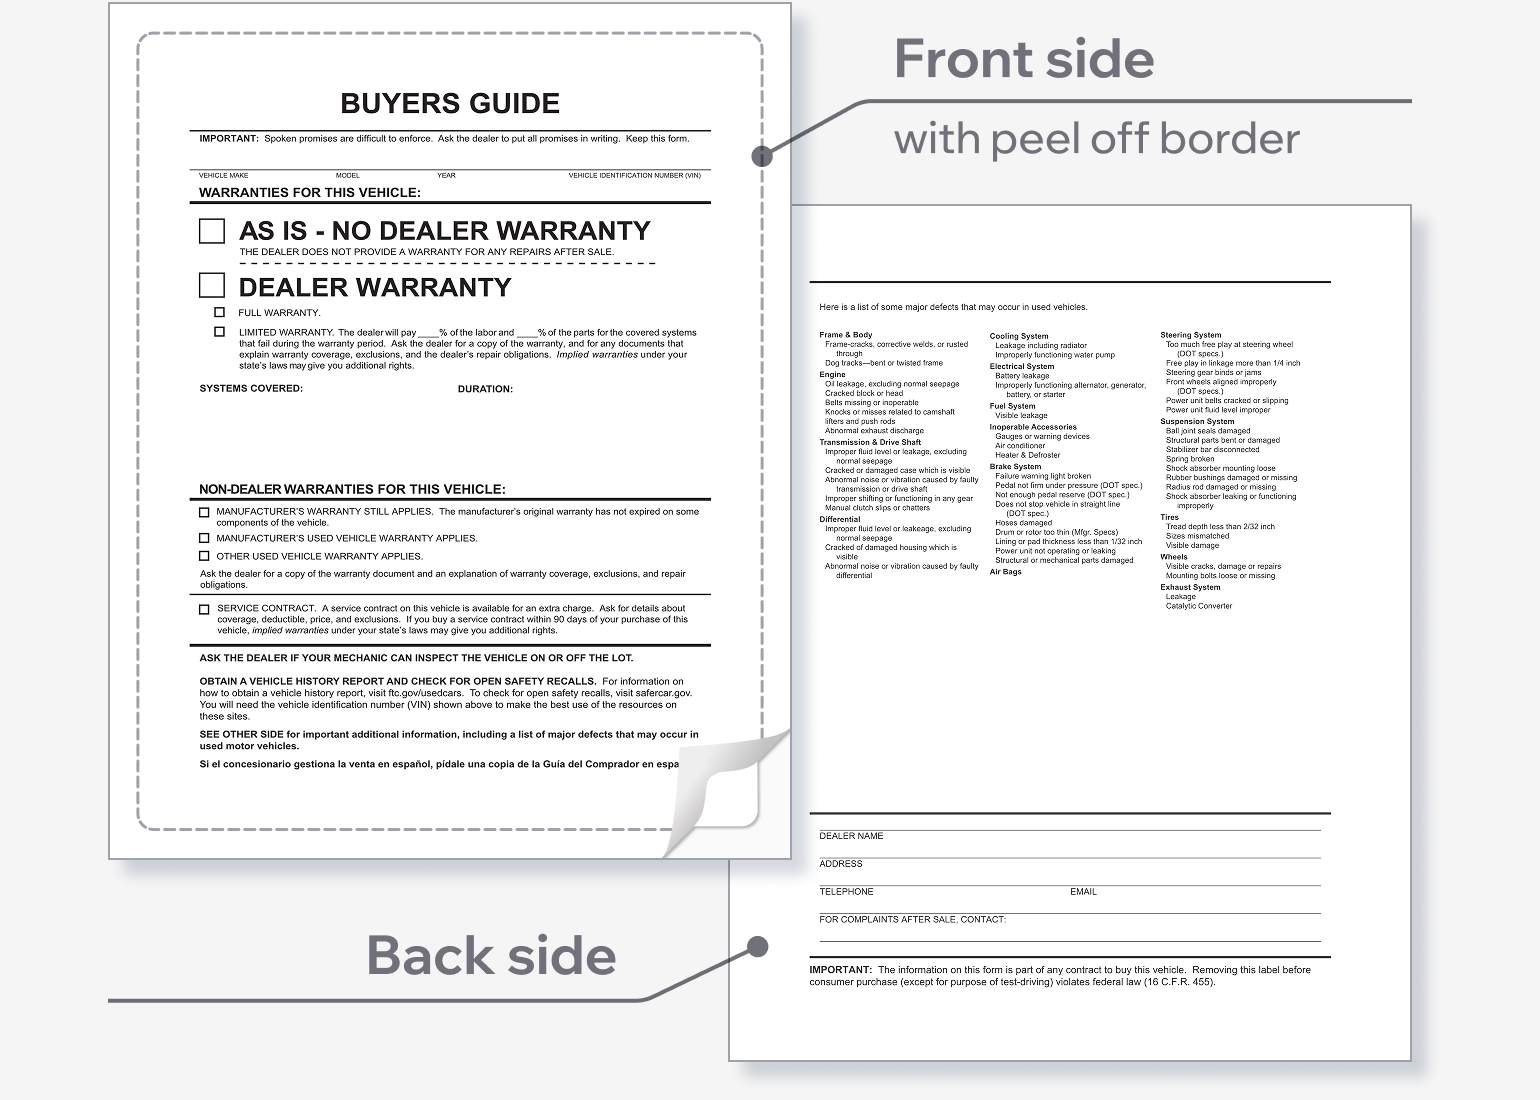 BUYERS GUIDE
IMPORTANT: Spoken promises are difficult to enforce. Ask the dealer to put all promises in writing. Keep this form.
VEHICLE MAKE MODEL YEAR VEHICLE IDENTIFICATION NUMBER (VIN)
WARRANTIES FOR THIS VEHICLE:
AS IS - NO DEALER WARRANTY
THE DEALER DOES NOT PROVIDE A WARRANTY FOR ANY REPAIRS AFTER SALE.
DEALER WARRANTY
FULL WARRANTY.
LIMITED WARRANTY. The dealer will pay ____% of the labor and ____% of the parts for the covered systems
that fail during the warranty period. Ask the dealer for a copy of the warranty, and for any documents that
explain warranty coverage, exclusions, and the dealer's repair obligations. Implied warranties under your
state's laws may give you additional rights.
SYSTEMS COVERED: DURATION:
NON-DEALER WARRANTIES FOR THIS VEHICLE:
MANUFACTURER'S WARRANTY STILL APPLIES. The manufacturer's original warranty has not expired on some
components of the vehicle.
MANUFACTURER'S USED VEHICLE WARRANTY APPLIES.
OTHER USED VEHICLE WARRANTY APPLIES.
Ask the dealer for a copy of the warranty document and an explanation of warranty coverage, exclusions, and repair
obligations.
SERVICE CONTRACT. A service contract on this vehicle is available for an extra charge. Ask for details about
coverage, deductible, price, and exclusions. If you buy a service contract within 90 days of your purchase of this
vehicle, implied warranties under your state's laws may give you additional rights.
ASK THE DEALER IF YOUR MECHANIC CAN INSPECT THE VEHICLE ON OR OFF THE LOT.
OBTAIN A VEHICLE HISTORY REPORT AND CHECK FOR OPEN SAFETY RECALLS. For information on
how to obtain a vehicle history report, visit ftc.gov/usedcars. To check for open safety recalls, visit safercar.gov.
You will need the vehicle identification number (VIN) shown above to make the best use of the resources on
these sites.
SEE OTHER SIDE for important additional information, including a list of major defects that may occur in
used motor vehicles.
Si el concesionario gestiona la venta en español, pídale una copia de la Guía del Comprador en espa
Front side
with peel off border
Here is a list of some major defects that may occur in used vehicles.
Frame & Body
Frame-cracks, corrective welds, or rusted
through
Dog tracks—bent or twisted frame
Engine
Oil leakage, excluding normal seepage
Cracked block or head
Belts missing or inoperable
Knocks or misses related to camshaft
lifters and push rods
Abnormal exhaust discharge
Transmission & Drive Shaft
Improper fluid level or leakage, excluding
normal seepage
Cracked or damaged case which is visible
Abnormal noise or vibration caused by faulty
transmission or drive shaft
Improper shifting or functioning in any gear
Manual clutch slips or chatters
Differential
Improper fluid level or leakeage, excluding
normal seepage
Cracked of damaged housing which is
visible
Abnormal noise or vibration caused by faulty
differential
Cooling System
Leakage including radiator
Improperly functioning water pump
Electrical System
Battery leakage
Improperly functioning alternator, generator,
battery, or starter
Fuel System
Visible leakage
Inoperable Accessories
Gauges or warning devices
Air conditioner
Heater & Defroster
Brake System
Failure warning light broken
Pedal not firm under pressure (DOT spec.)
Not enough pedal reserve (DOT spec.)
Does not stop vehicle in straight line
(DOT spec.)
Hoses damaged
Drum or rotor too thin (Mfgr. Specs)
Lining or pad thickness less than 1/32 inch
Power unit not operating or leaking
Structural or mechanical parts damaged
Air Bags
Steering System
Too much free play at steering wheel
(DOT specs.)
Free play in linkage more than 1/4 inch
Steering gear binds or jams
Front wheels aligned improperly
(DOT specs.)
Power unit belts cracked or slipping
Power unit fluid level improper
Suspension System
Ball joint seals damaged
Structural parts bent or damaged
Stabilizer bar disconnected
Spring broken
Shock absorber mounting loose
Rubber bushings damaged or missing
Radius rod damaged or missing
Shock absorber leaking or functioning
improperly
Tires
Tread depth less than 2/32 inch
Sizes mismatched
Visible damage
Wheels
Visible cracks, damage or repairs
Mounting bolts loose or missing
Exhaust System
Leakage
Catalytic Converter
DEALER NAME
ADDRESS
TELEPHONE EMAIL
FOR COMPLAINTS AFTER SALE, CONTACT:
IMPORTANT: The information on this form is part of any contract to buy this vehicle. Removing this label before
consumer purchase (except for purpose of test-driving) violates federal law (16 C.F.R. 455).
Back side